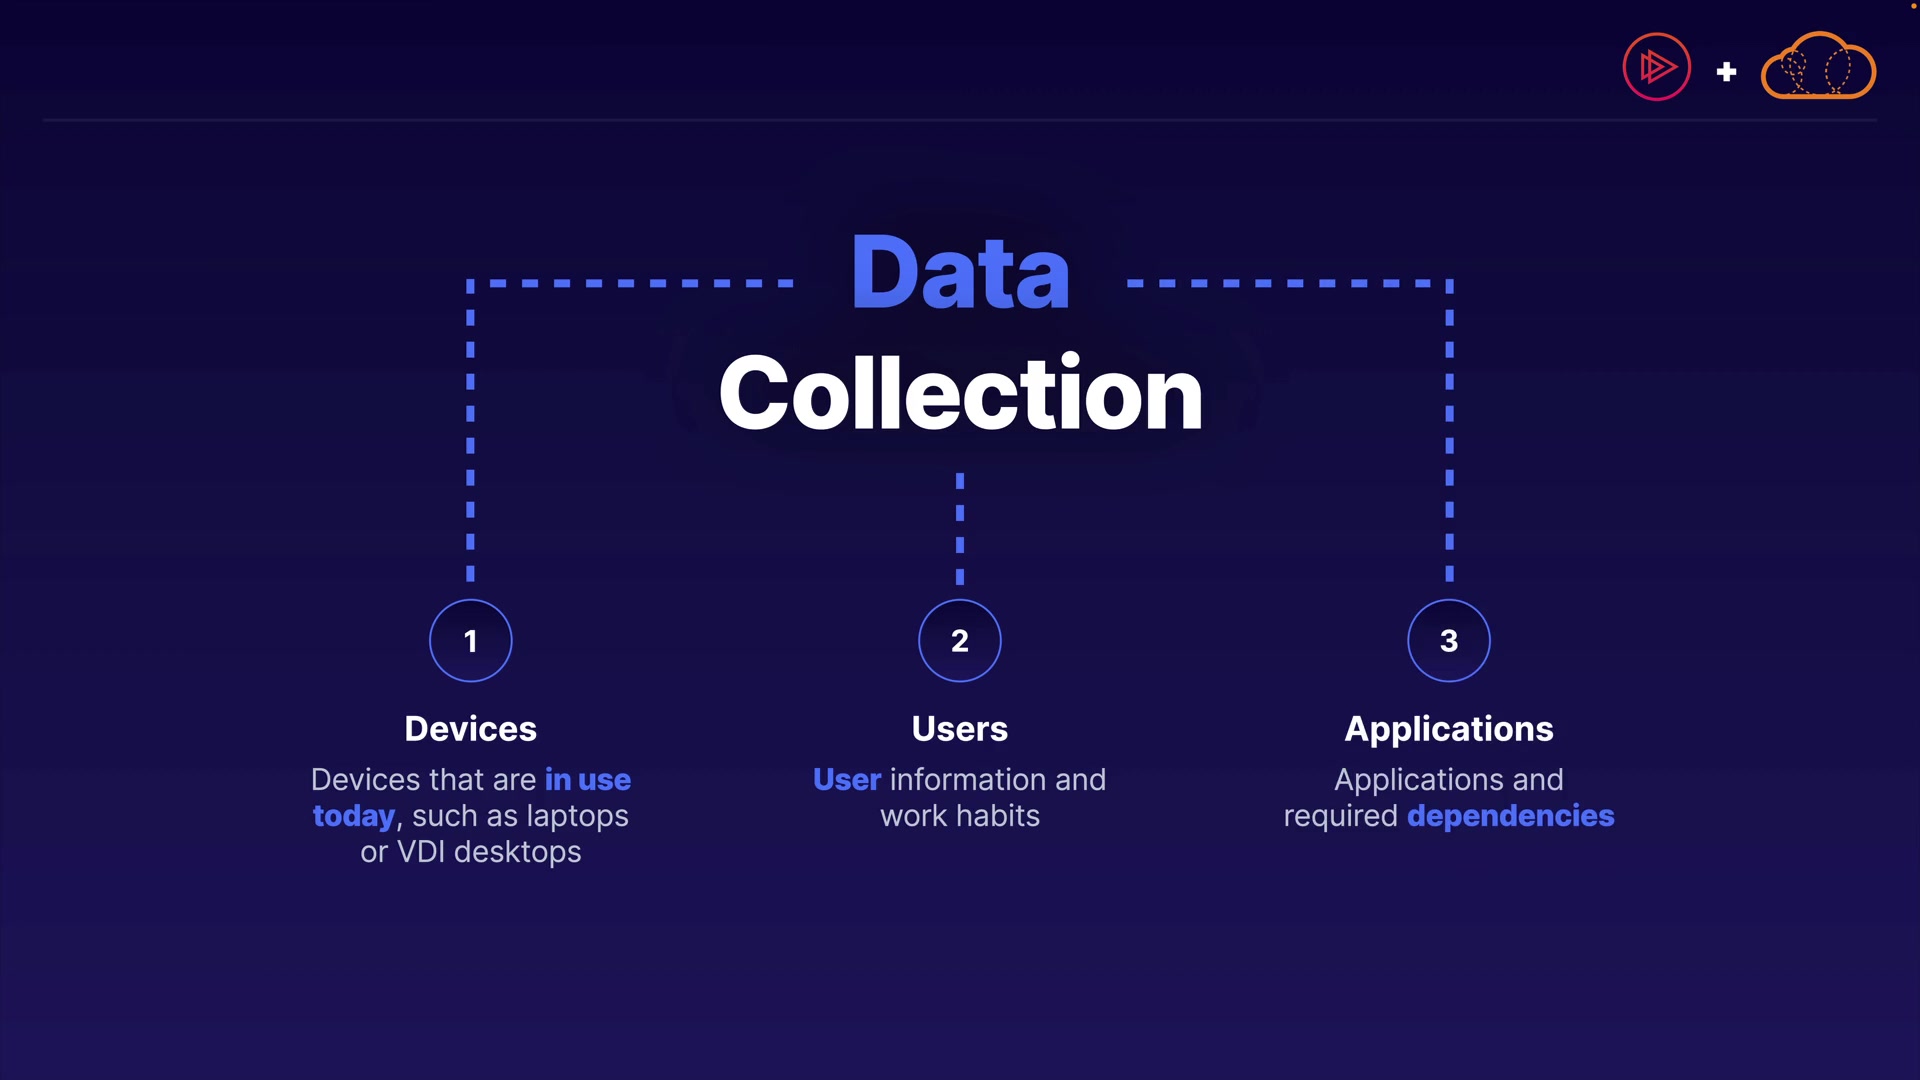 Data
Collection
1
Devices
Devices that are in use
today, such as laptops
or VDI desktops
2
Users
User information and
work habits
3
Applications
Applications and
required dependencies